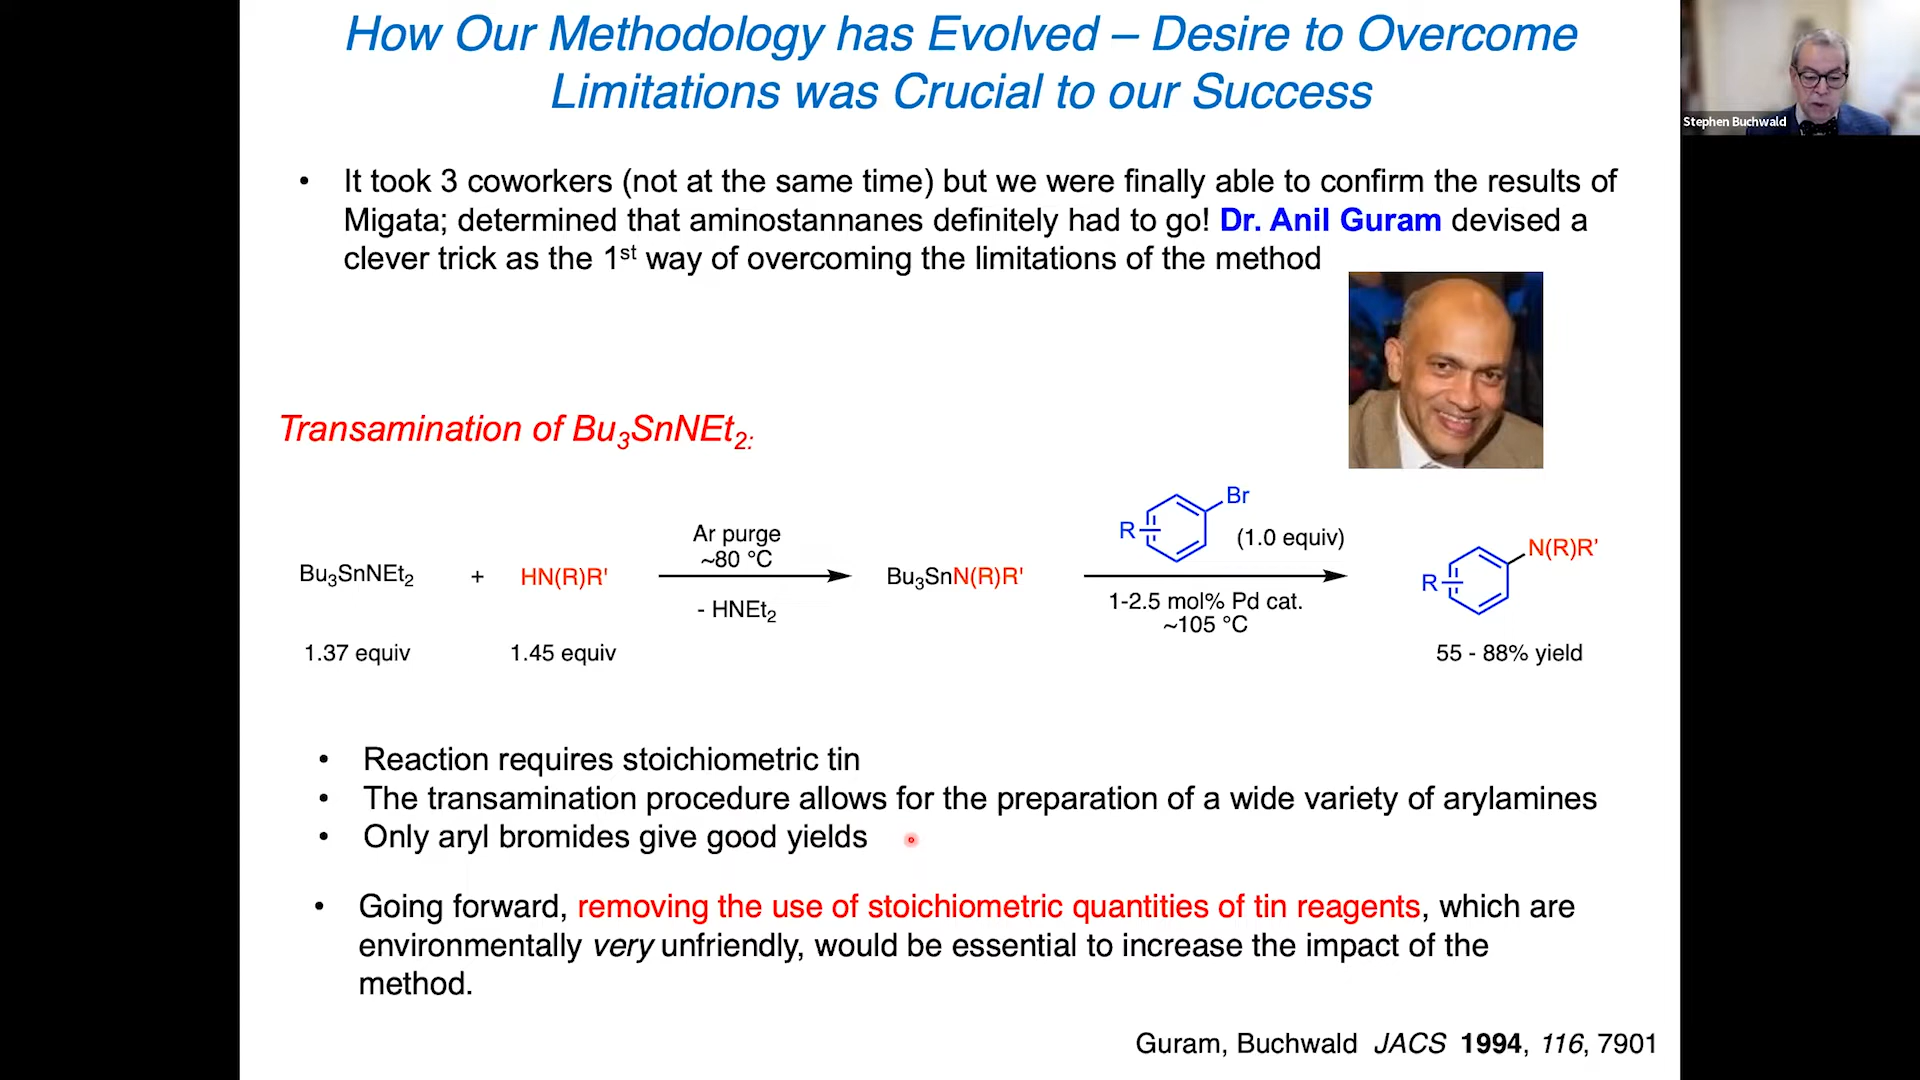 How Our Methodology has Evolved – Desire to Overcome
Limitations was Crucial to our Success
Stephen Buchwald
• It took 3 coworkers (not at the same time) but we were finally able to confirm the results of
Migata; determined that aminostannanes definitely had to go! Dr. Anil Guram devised a
clever trick as the 1st way of overcoming the limitations of the method
Transamination of Bu3SnNEt2:
Bu3SnNEt2 + HN(R)R' Ar purge ~80 °C - HNEt2 Bu3SnN(R)R' R Br (1.0 equiv) 1-2.5 mol% Pd cat. ~105 °C R N(R)R'
1.37 equiv 1.45 equiv 55 - 88% yield
• Reaction requires stoichiometric tin
• The transamination procedure allows for the preparation of a wide variety of arylamines
• Only aryl bromides give good yields
• Going forward, removing the use of stoichiometric quantities of tin reagents, which are
environmentally very unfriendly, would be essential to increase the impact of the
method.
Guram, Buchwald JACS 1994, 116, 7901